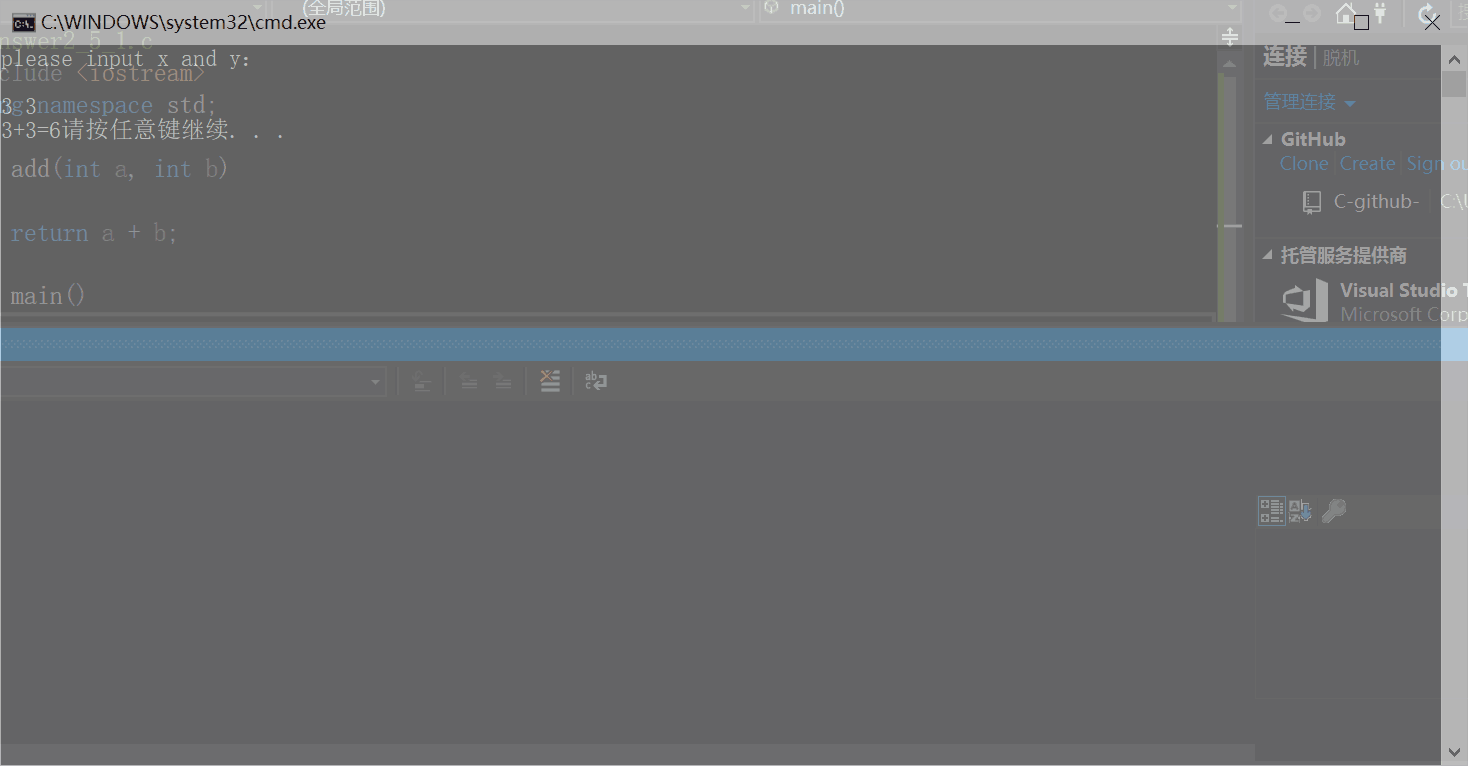 (全局范围) main()
C:\WINDOWS\system32\cmd.exe
nswer2_5_1.c
please input x and y:
clude <iostream>
3 3
ng namespace std;
3+3=6请按任意键继续. . .
add(int a, int b)
return a + b;
main()
连接 | 脱机
管理连接
GitHub
Clone Create Sign ou
C-github- C:\U
托管服务提供商
Visual Studio T
Microsoft Corp